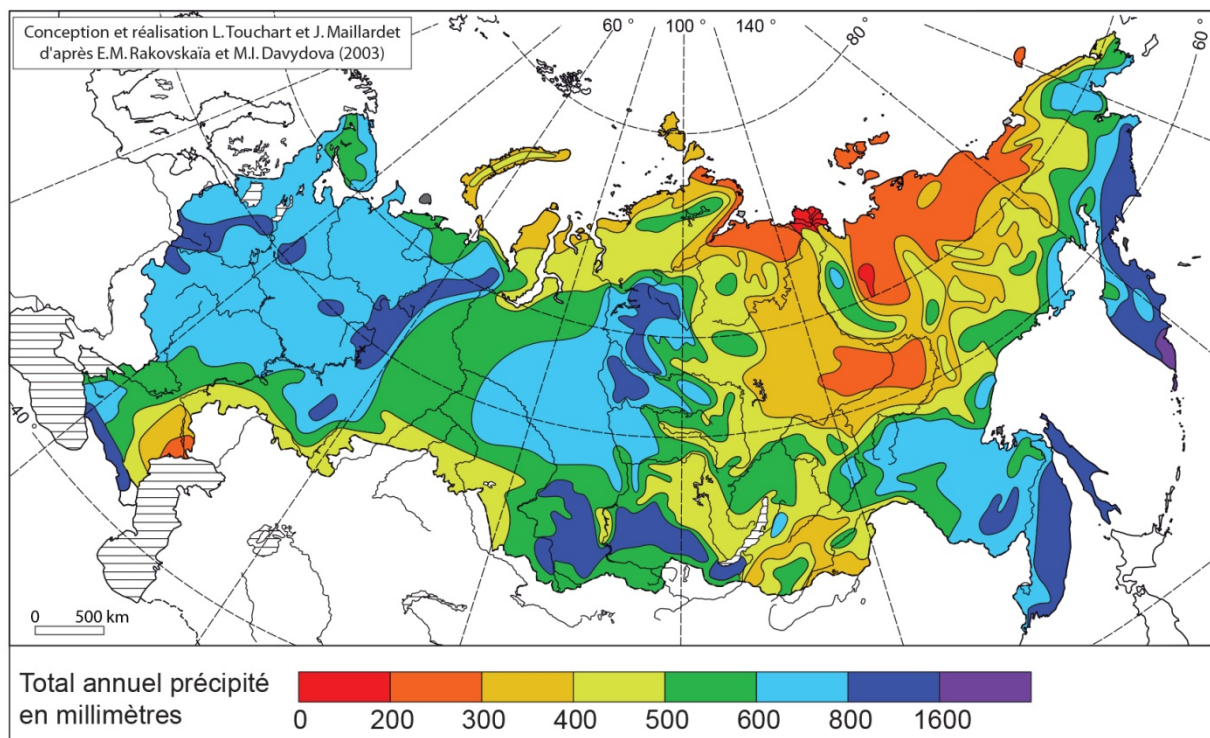 Conception et réalisation L.Touchart et J. Maillardet
d'après E.M. Rakovskaïa et M.I. Davydova (2003)
60 °
100 °
140 °
80 °
60 °
40 °
0 500 km
Total annuel précipité
en millimètres
0 200 300 400 500 600 800 1600